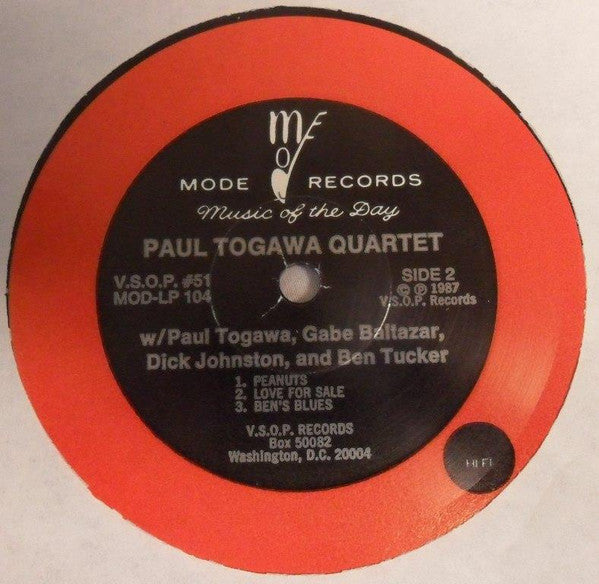 MODE
MODE RECORDS
Music of the Day
PAUL TOGAWA QUARTET
V.S.O.P. #51
MOD-LP 104
SIDE 2
© ℗ 1987
V.S.O.P. Records
w/Paul Togawa, Gabe Baltazar,
Dick Johnston, and Ben Tucker
1. PEANUTS
2. LOVE FOR SALE
3. BEN'S BLUES
V.S.O.P. RECORDS
Box 50082
Washington, D.C. 20004
HI-FI